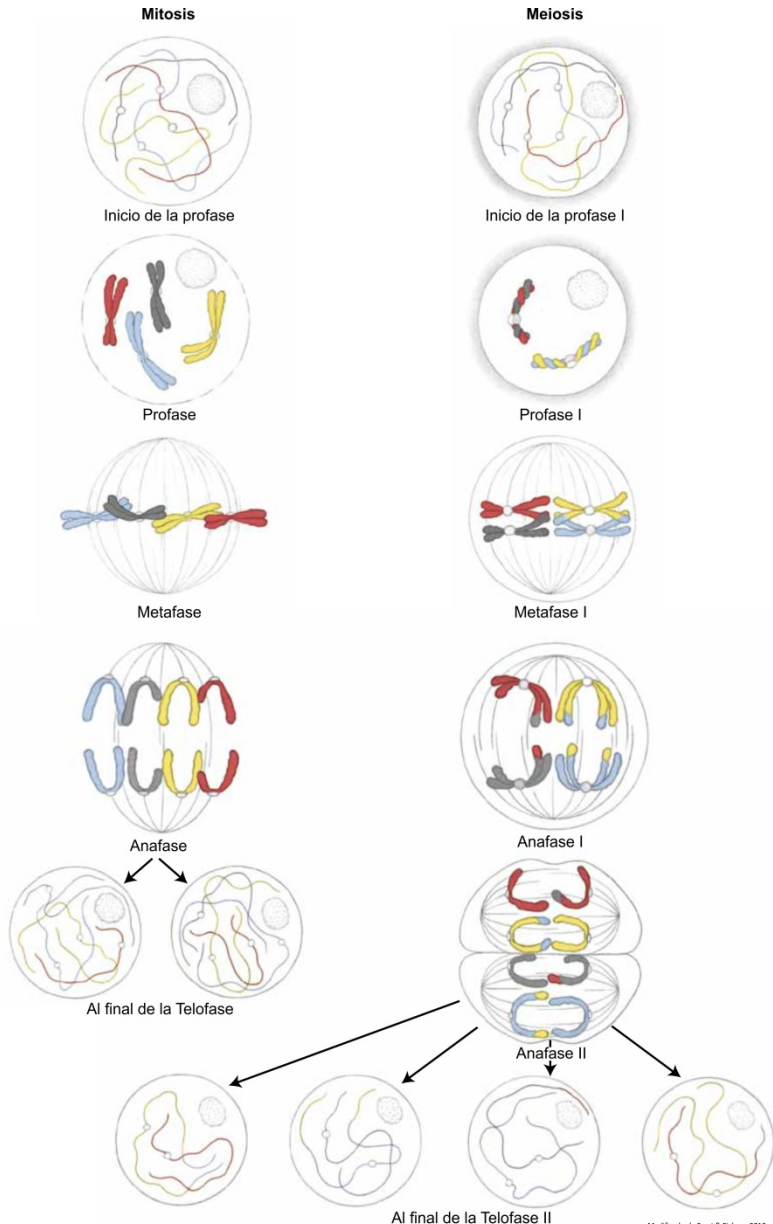 Mitosis
Meiosis
Inicio de la profase
Inicio de la profase I
Profase
Profase I
Metafase
Metafase I
Anafase
Anafase I
Al final de la Telofase
Anafase II
Al final de la Telofase II